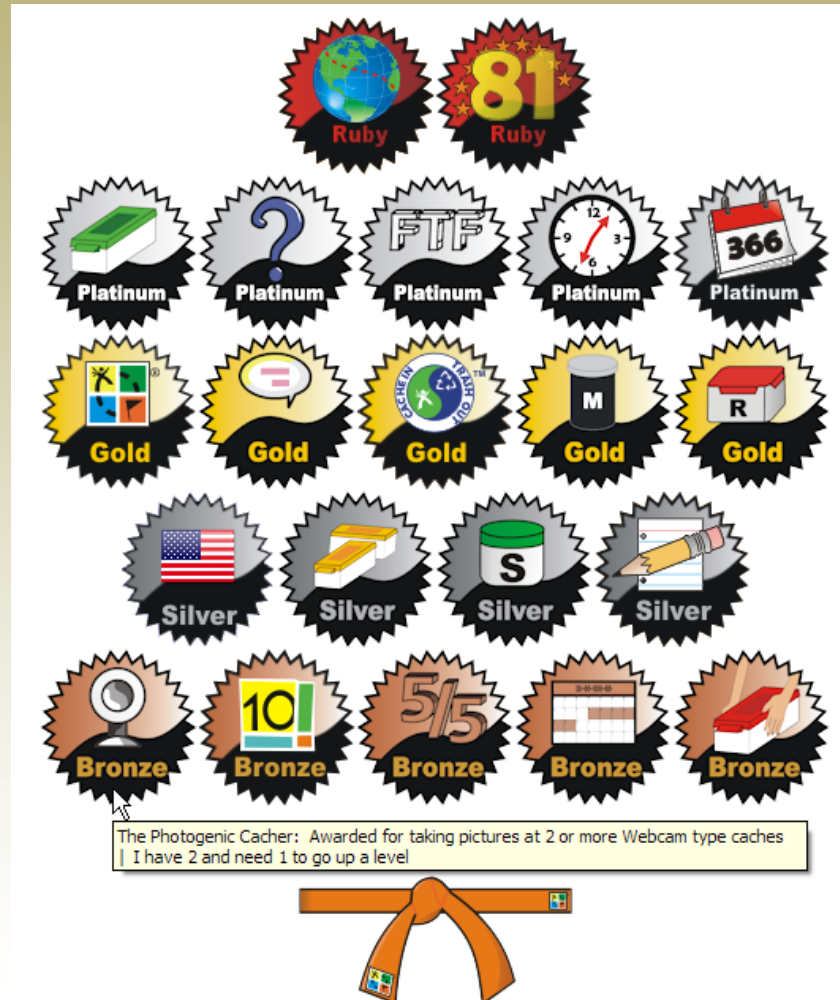 Ruby
81
Ruby
Platinum
Platinum
FTF
Platinum
12
9 3
6
Platinum
366
Platinum
®
Gold
Gold
CACHE IN TRASH OUT ™
Gold
M
Gold
R
Gold
Silver
Silver
S
Silver
Silver
Bronze
10
Bronze
5/5
Bronze
Bronze
Bronze
The Photogenic Cacher: Awarded for taking pictures at 2 or more Webcam type caches
| I have 2 and need 1 to go up a level